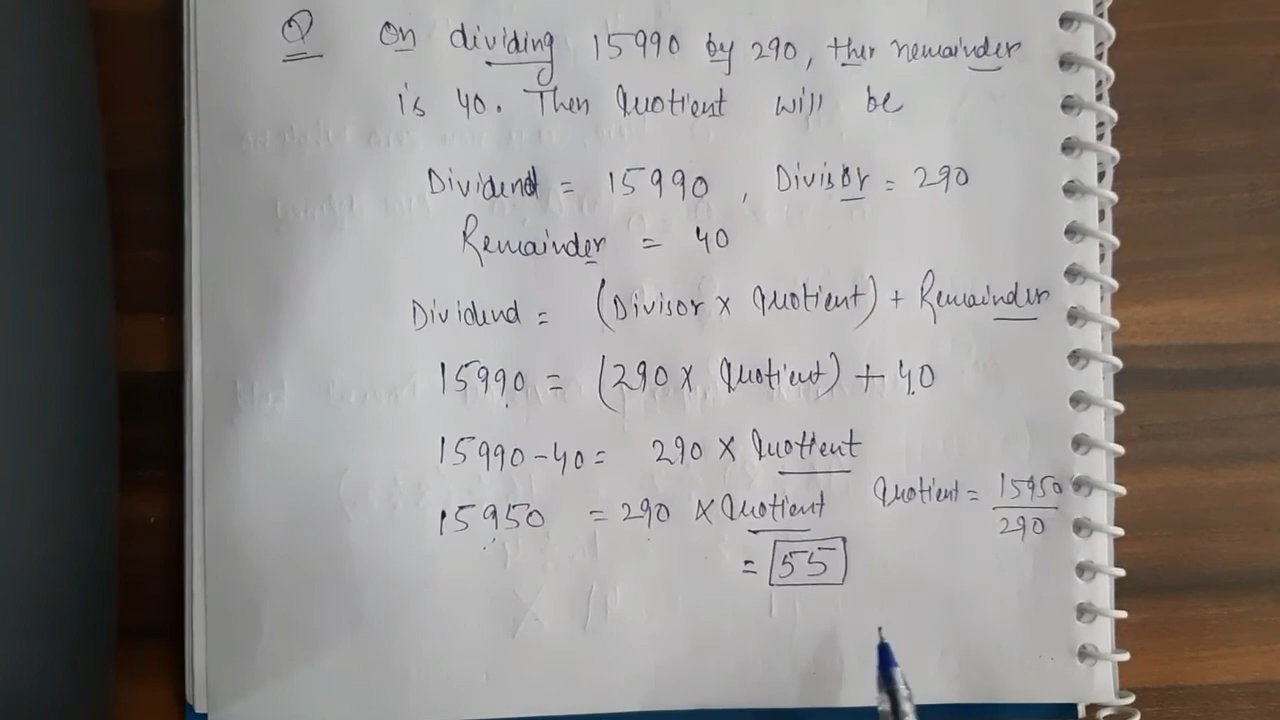 Q On dividing 15990 by 290, ther remainder
is 40. Then Quotient will be
Dividend = 15990, Divisor = 290
Remainder = 40
Dividend = (Divisor × Quotient) + Remainder
15990 = (290 × Quotient) + 40
15990 - 40 = 290 × Quotient
15950 = 290 × Quotient
Quotient = 15950
290
= 55